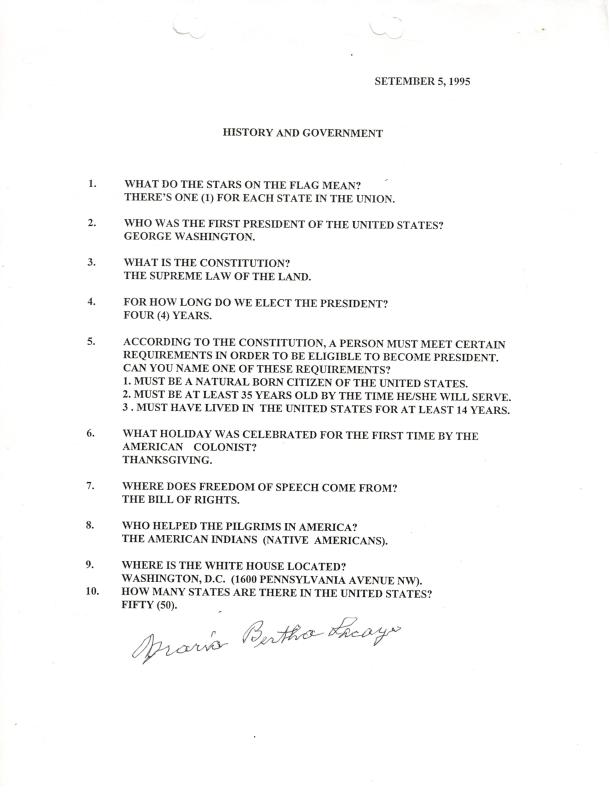 SETEMBER 5, 1995
HISTORY AND GOVERNMENT
1. WHAT DO THE STARS ON THE FLAG MEAN?
THERE'S ONE (1) FOR EACH STATE IN THE UNION.
2. WHO WAS THE FIRST PRESIDENT OF THE UNITED STATES?
GEORGE WASHINGTON.
3. WHAT IS THE CONSTITUTION?
THE SUPREME LAW OF THE LAND.
4. FOR HOW LONG DO WE ELECT THE PRESIDENT?
FOUR (4) YEARS.
5. ACCORDING TO THE CONSTITUTION, A PERSON MUST MEET CERTAIN
REQUIREMENTS IN ORDER TO BE ELIGIBLE TO BECOME PRESIDENT.
CAN YOU NAME ONE OF THESE REQUIREMENTS?
1. MUST BE A NATURAL BORN CITIZEN OF THE UNITED STATES.
2. MUST BE AT LEAST 35 YEARS OLD BY THE TIME HE/SHE WILL SERVE.
3 . MUST HAVE LIVED IN THE UNITED STATES FOR AT LEAST 14 YEARS.
6. WHAT HOLIDAY WAS CELEBRATED FOR THE FIRST TIME BY THE
AMERICAN COLONIST?
THANKSGIVING.
7. WHERE DOES FREEDOM OF SPEECH COME FROM?
THE BILL OF RIGHTS.
8. WHO HELPED THE PILGRIMS IN AMERICA?
THE AMERICAN INDIANS (NATIVE AMERICANS).
9. WHERE IS THE WHITE HOUSE LOCATED?
WASHINGTON, D.C. (1600 PENNSYLVANIA AVENUE NW).
10. HOW MANY STATES ARE THERE IN THE UNITED STATES?
FIFTY (50).
Maria Bertha Lacayo